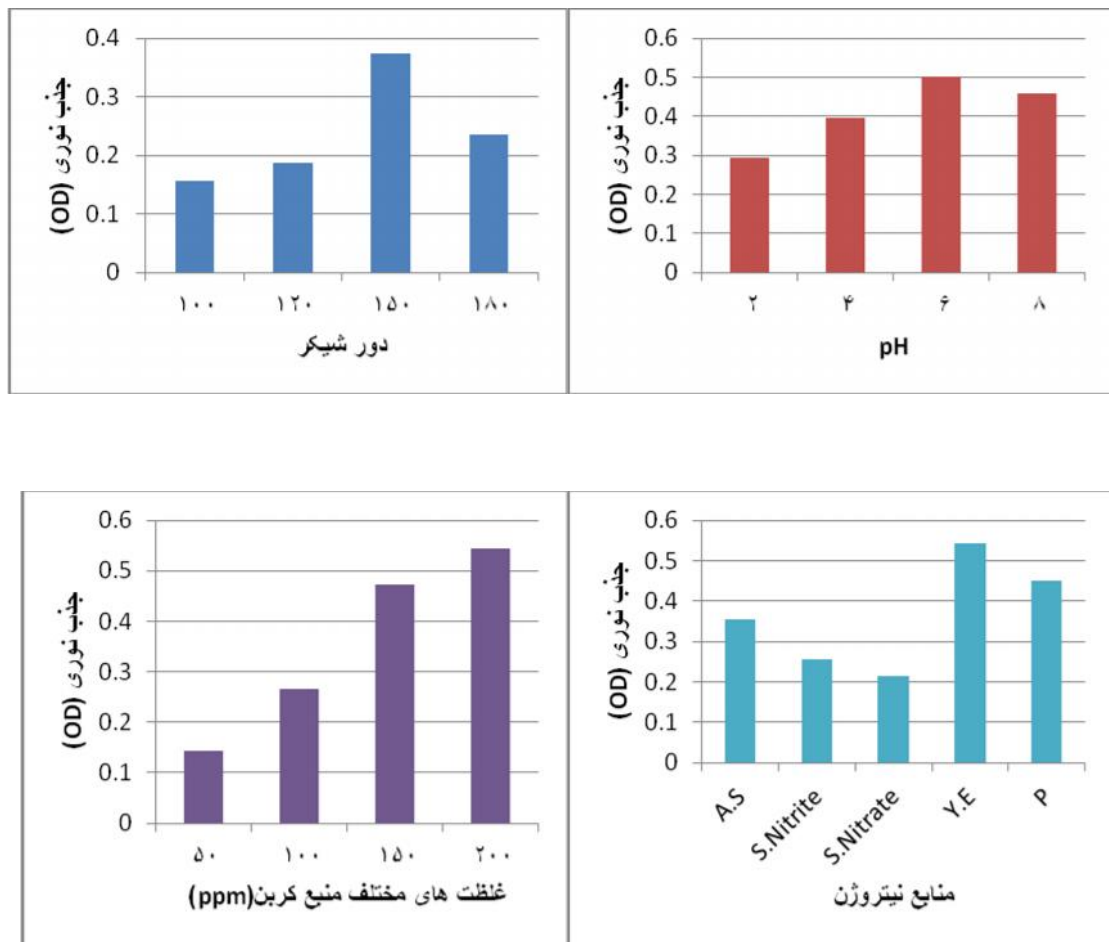 جذب نوری (OD)
0.4
0.3
0.2
0.1
0
۱۰۰ ۱۲۰ ۱۵۰ ۱۸۰
دور شیکر
جذب نوری (OD)
0.6
0.5
0.4
0.3
0.2
0.1
0
۲ ۴ ۶ ۸
pH
جذب نوری (OD)
0.6
0.5
0.4
0.3
0.2
0.1
0
۵۰ ۱۰۰ ۱۵۰ ۲۰۰
غلظت های مختلف منبع کربن(ppm)
جذب نوری (OD)
0.6
0.5
0.4
0.3
0.2
0.1
0
A.S S.Nitrite S.Nitrate Y.E P
منابع نیتروژن